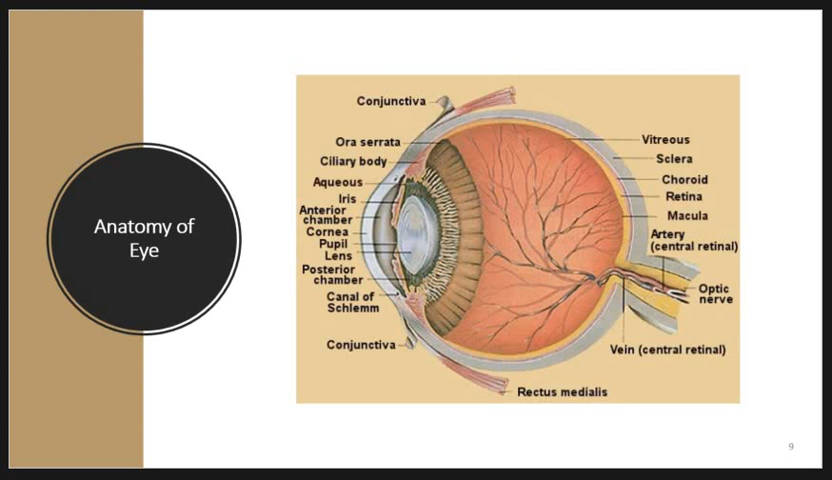 Anatomy of
Eye
Conjunctiva
Ora serrata
Ciliary body
Aqueous
Iris
Anterior
chamber
Cornea
Pupil
Lens
Posterior
chamber
Canal of
Schlemm
Conjunctiva
Vitreous
Sclera
Choroid
Retina
Macula
Artery
(central retinal)
Optic
nerve
Vein (central retinal)
Rectus medialis
9